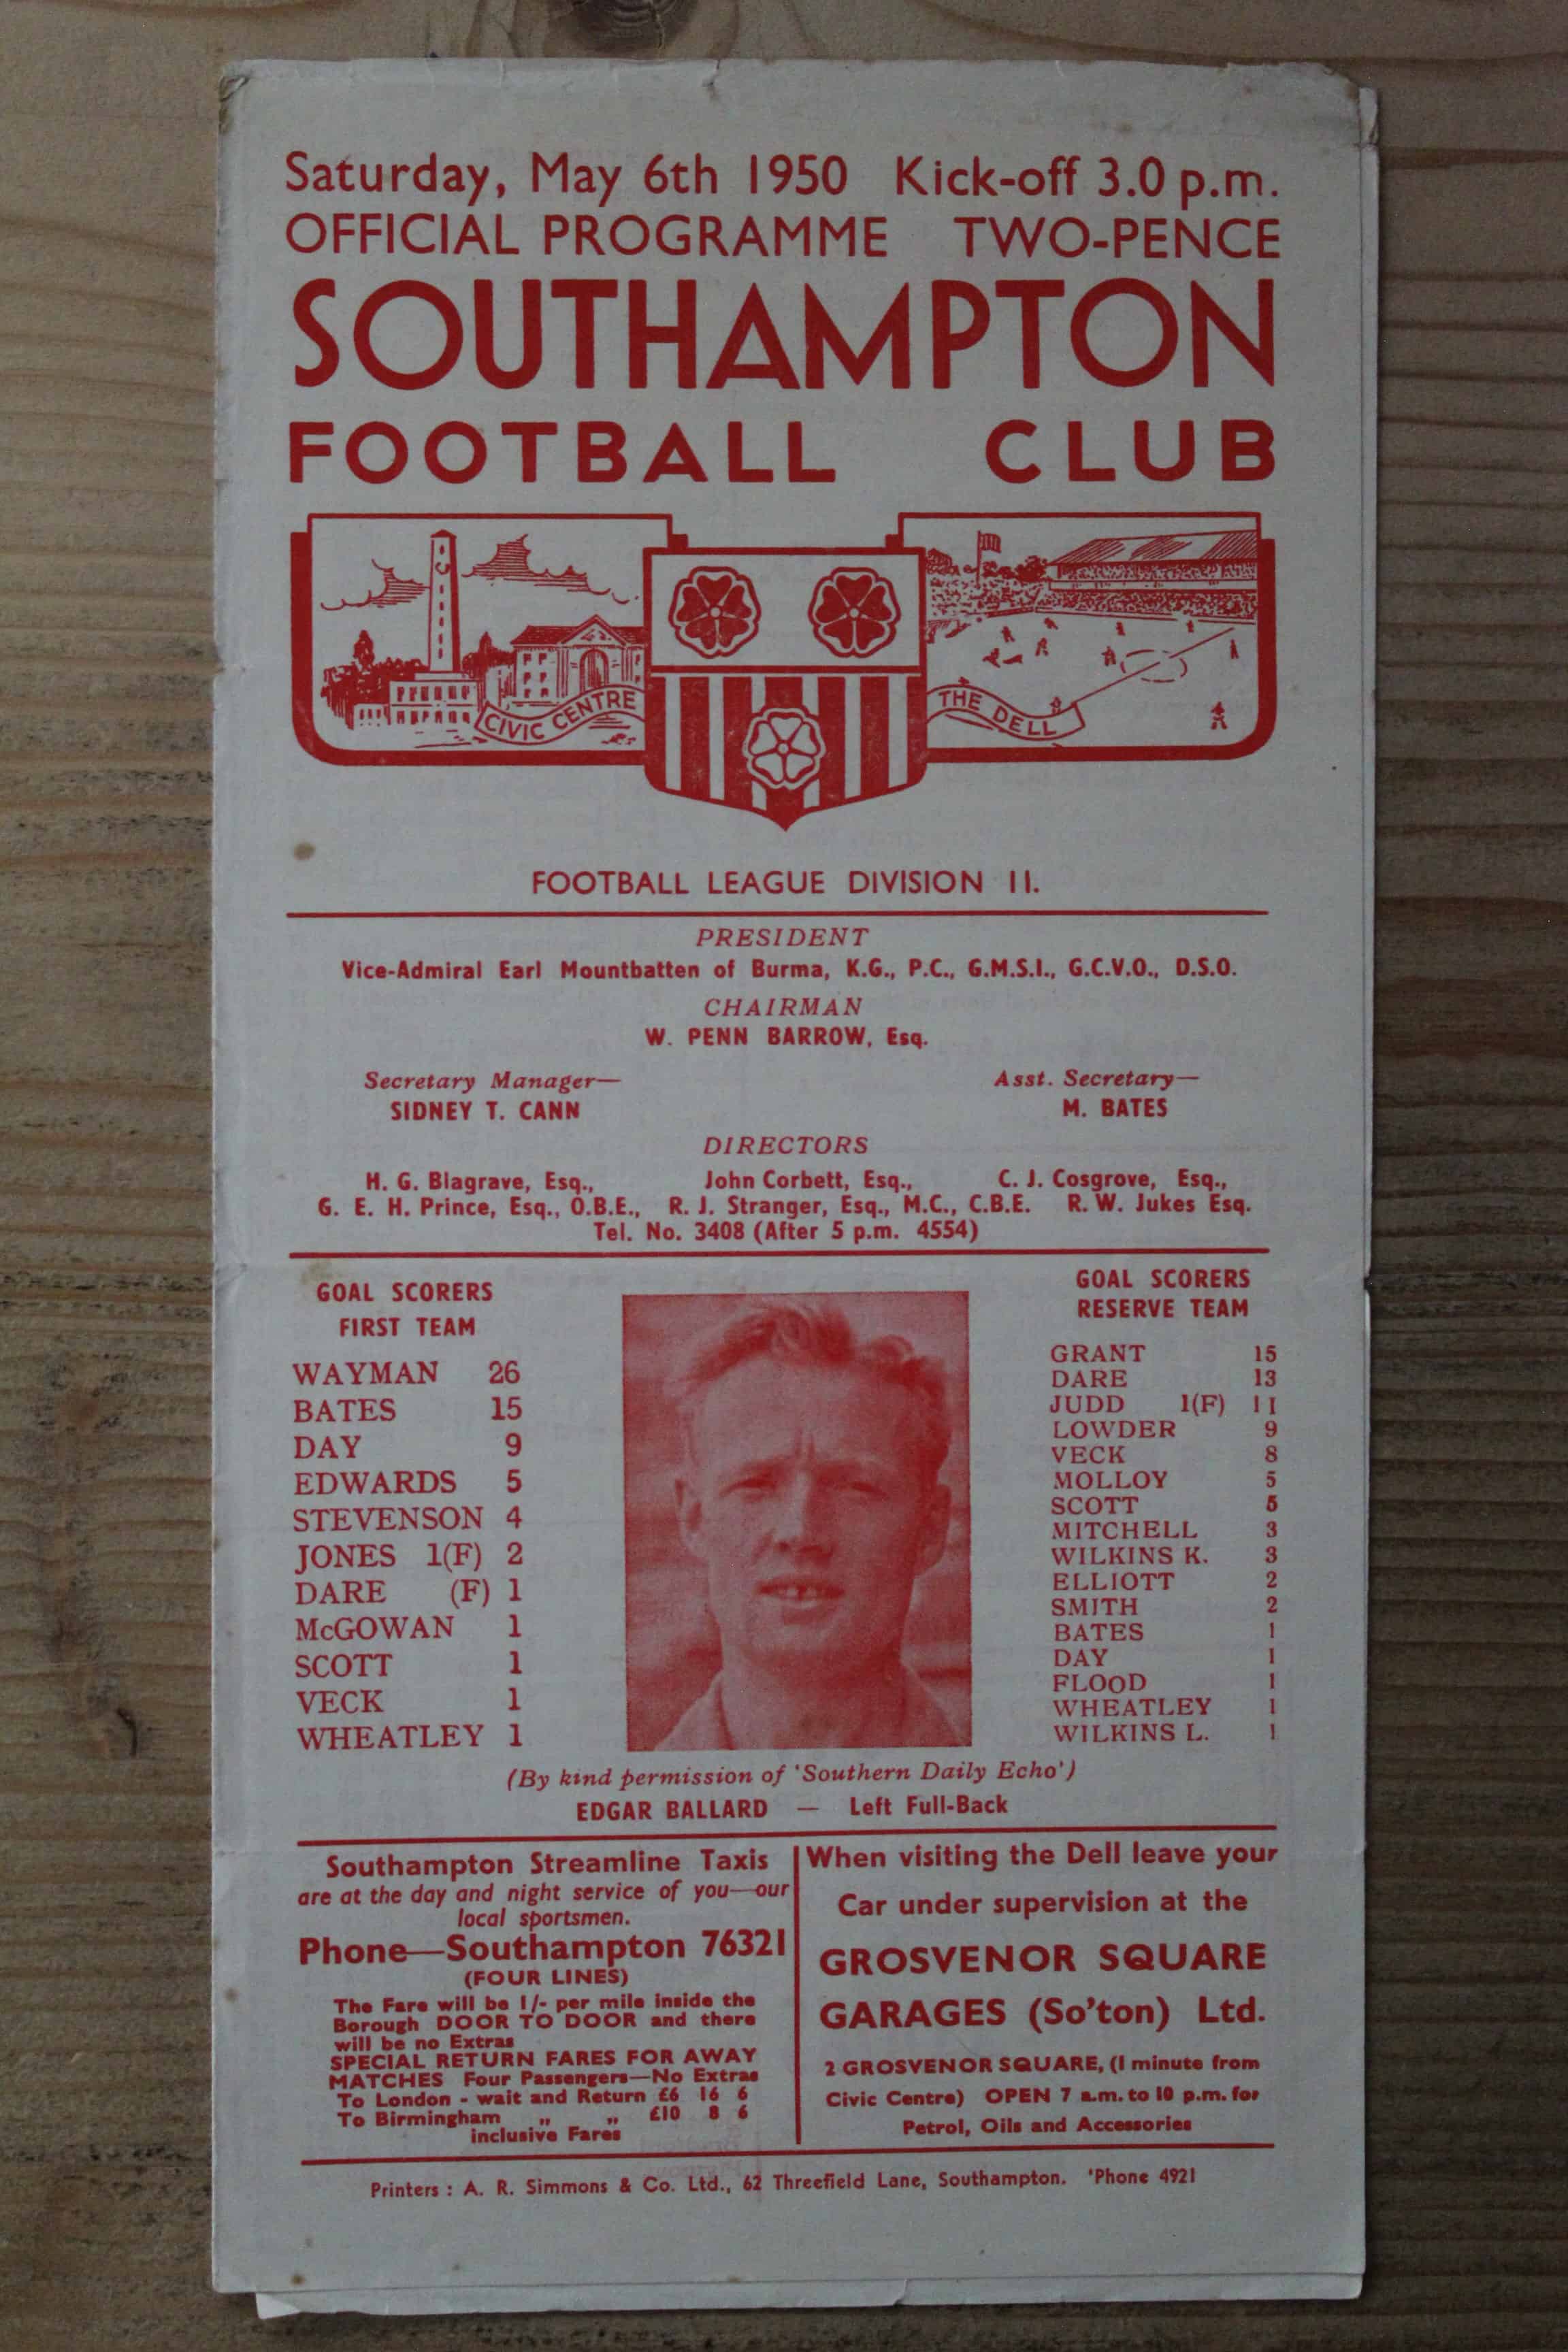 Saturday, May 6th 1950 Kick-off 3.0 p.m.
OFFICIAL PROGRAMME TWO-PENCE
SOUTHAMPTON
FOOTBALL CLUB
CIVIC CENTRE
THE DELL
FOOTBALL LEAGUE DIVISION II.
PRESIDENT
Vice-Admiral Earl Mountbatten of Burma, K.G., P.C., G.M.S.I., G.C.V.O., D.S.O.
CHAIRMAN
W. PENN BARROW, Esq.
Secretary Manager—
SIDNEY T. CANN
Asst. Secretary—
M. BATES
DIRECTORS
H. G. Blagrave, Esq., John Corbett, Esq., C. J. Cosgrove, Esq.,
G. E. H. Prince, Esq., O.B.E., R. J. Stranger, Esq., M.C., C.B.E. R. W. Jukes Esq.
Tel. No. 3408 (After 5 p.m. 4554)
GOAL SCORERS
FIRST TEAM
WAYMAN 26
BATES 15
DAY 9
EDWARDS 5
STEVENSON 4
JONES 1(F) 2
DARE (F) 1
McGOWAN 1
SCOTT 1
VECK 1
WHEATLEY 1
GOAL SCORERS
RESERVE TEAM
GRANT 15
DARE 13
JUDD 1(F) 11
LOWDER 9
VECK 8
MOLLOY 5
SCOTT 5
MITCHELL 3
WILKINS K. 3
ELLIOTT 2
SMITH 2
BATES 1
DAY 1
FLOOD 1
WHEATLEY 1
WILKINS L. 1
(By kind permission of 'Southern Daily Echo')
EDGAR BALLARD — Left Full-Back
Southampton Streamline Taxis
are at the day and night service of you—our
local sportsmen.
Phone—Southampton 76321
(FOUR LINES)
The Fare will be 1/- per mile inside the
Borough DOOR TO DOOR and there
will be no Extras
SPECIAL RETURN FARES FOR AWAY
MATCHES Four Passengers—No Extras
To London - wait and Return £6 16 6
To Birmingham " " £10 8 6
inclusive Fares
When visiting the Dell leave your
Car under supervision at the
GROSVENOR SQUARE
GARAGES (So'ton) Ltd.
2 GROSVENOR SQUARE, (1 minute from
Civic Centre) OPEN 7 a.m. to 10 p.m. for
Petrol, Oils and Accessories
Printers : A. R. Simmons & Co. Ltd., 62 Threefield Lane, Southampton. 'Phone 4921